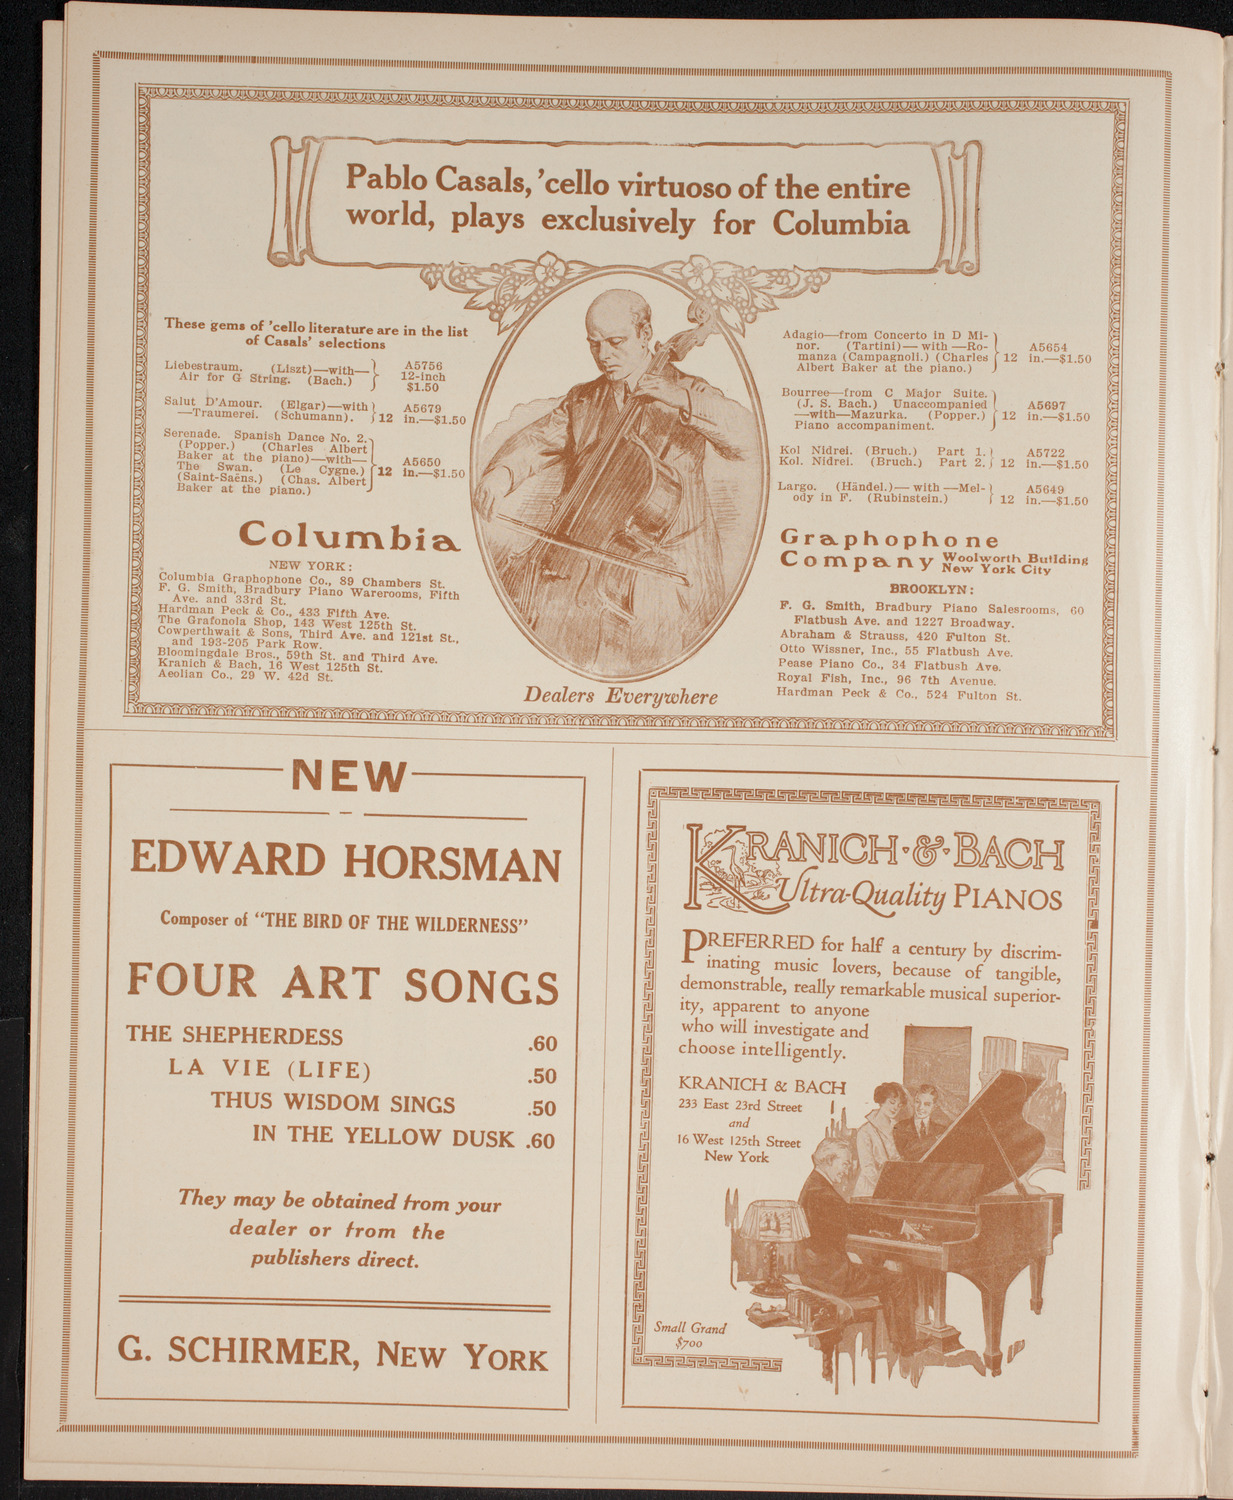 Pablo Casals, 'cello virtuoso of the entire
world, plays exclusively for Columbia
These gems of 'cello literature are in the list
of Casals' selections
Liebestraum. (Liszt)—with— A5756
Air for G String. (Bach.) 12-inch
$1.50
Salut D'Amour. (Elgar)—with A5679
—Traumerei. (Schumann). 12 in.—$1.50
Serenade. Spanish Dance No. 2.
(Popper.) (Charles Albert
Baker at the piano)—with— A5650
The Swan. (Le Cygne.) 12 in.—$1.50
(Saint-Saëns.) (Chas. Albert
Baker at the piano.)
Columbia
NEW YORK:
Columbia Graphophone Co., 89 Chambers St.
F. G. Smith, Bradbury Piano Warerooms, Fifth
Ave. and 33rd St.
Hardman Peck & Co., 433 Fifth Ave.
The Grafonola Shop, 143 West 125th St.
Cowperthwait & Sons, Third Ave. and 121st St.,
and 193-205 Park Row.
Bloomingdale Bros., 59th St. and Third Ave.
Kranich & Bach, 16 West 125th St.
Aeolian Co., 29 W. 42d St.
Adagio—from Concerto in D Mi-
nor. (Tartini)—with—Ro- A5654
manza (Campagnoli.) (Charles 12 in.—$1.50
Albert Baker at the piano.)
Bourree—from C Major Suite.
(J. S. Bach.) Unaccompanied A5697
—with—Mazurka. (Popper.) 12 in.—$1.50
Piano accompaniment.
Kol Nidrei. (Bruch.) Part 1. A5722
Kol. Nidrei. (Bruch.) Part 2. 12 in.—$1.50
Largo. (Händel.)—with—Mel- A5649
ody in F. (Rubinstein.) 12 in.—$1.50
Graphophone
Company Woolworth Building
New York City
BROOKLYN:
F. G. Smith, Bradbury Piano Salesrooms, 60
Flatbush Ave. and 1227 Broadway.
Abraham & Strauss, 420 Fulton St.
Otto Wissner, Inc., 55 Flatbush Ave.
Pease Piano Co., 34 Flatbush Ave.
Royal Fish, Inc., 96 7th Avenue.
Hardman Peck & Co., 524 Fulton St.
Dealers Everywhere
NEW
EDWARD HORSMAN
Composer of "THE BIRD OF THE WILDERNESS"
FOUR ART SONGS
THE SHEPHERDESS .60
LA VIE (LIFE) .50
THUS WISDOM SINGS .50
IN THE YELLOW DUSK .60
They may be obtained from your
dealer or from the
publishers direct.
G. SCHIRMER, NEW YORK
KRANICH·&·BACH
Ultra-Quality PIANOS
PREFERRED for half a century by discrim-
inating music lovers, because of tangible,
demonstrable, really remarkable musical superior-
ity, apparent to anyone
who will investigate and
choose intelligently.
KRANICH & BACH
233 East 23rd Street
and
16 West 125th Street
New York
Small Grand
$700